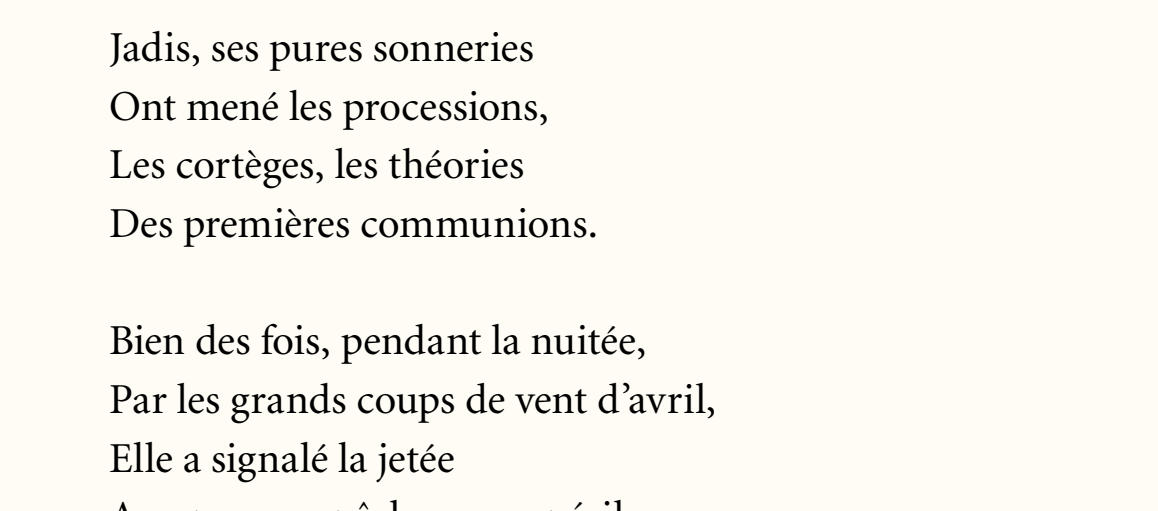 Jadis, ses pures sonneries
Ont mené les processions,
Les cortèges, les théories
Des premières communions.
Bien des fois, pendant la nuitée,
Par les grands coups de vent d’avril,
Elle a signalé la jetée